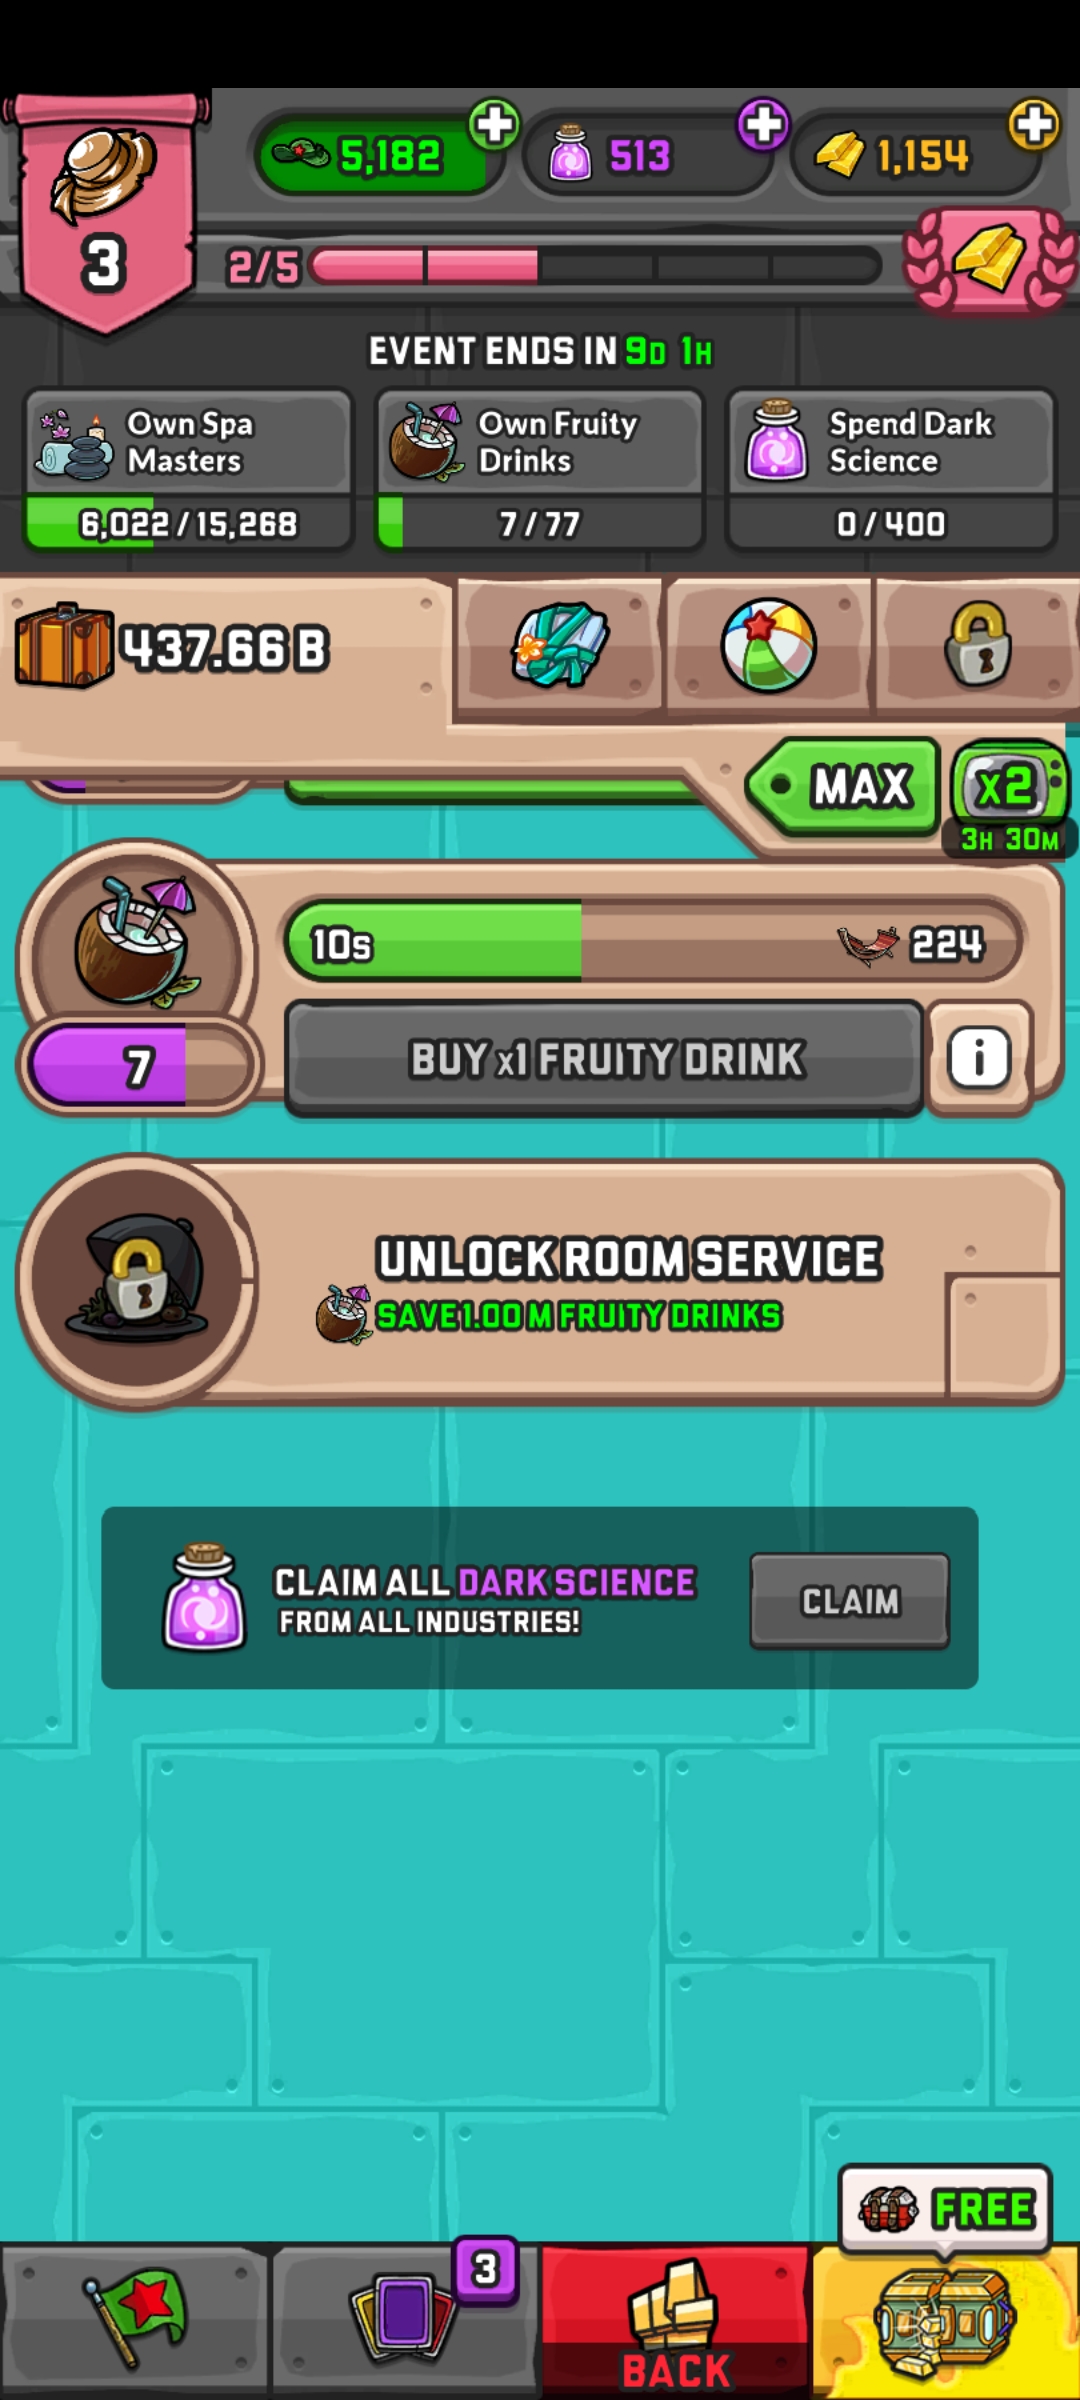 5,182
513
1,154
3
2/5
EVENT ENDS IN 9D 1H
Own Spa
Masters
Own Fruity
Drinks
Spend Dark
Science
6,022/15,268
7/77
0/400
437.66 B
MAX
x2
3H 30M
10s
224
7
BUY x1 FRUITY DRINK
i
UNLOCK ROOM SERVICE
SAVE 1.00 M FRUITY DRINKS
CLAIM ALL DARK SCIENCE
FROM ALL INDUSTRIES!
CLAIM
FREE
3
BACK